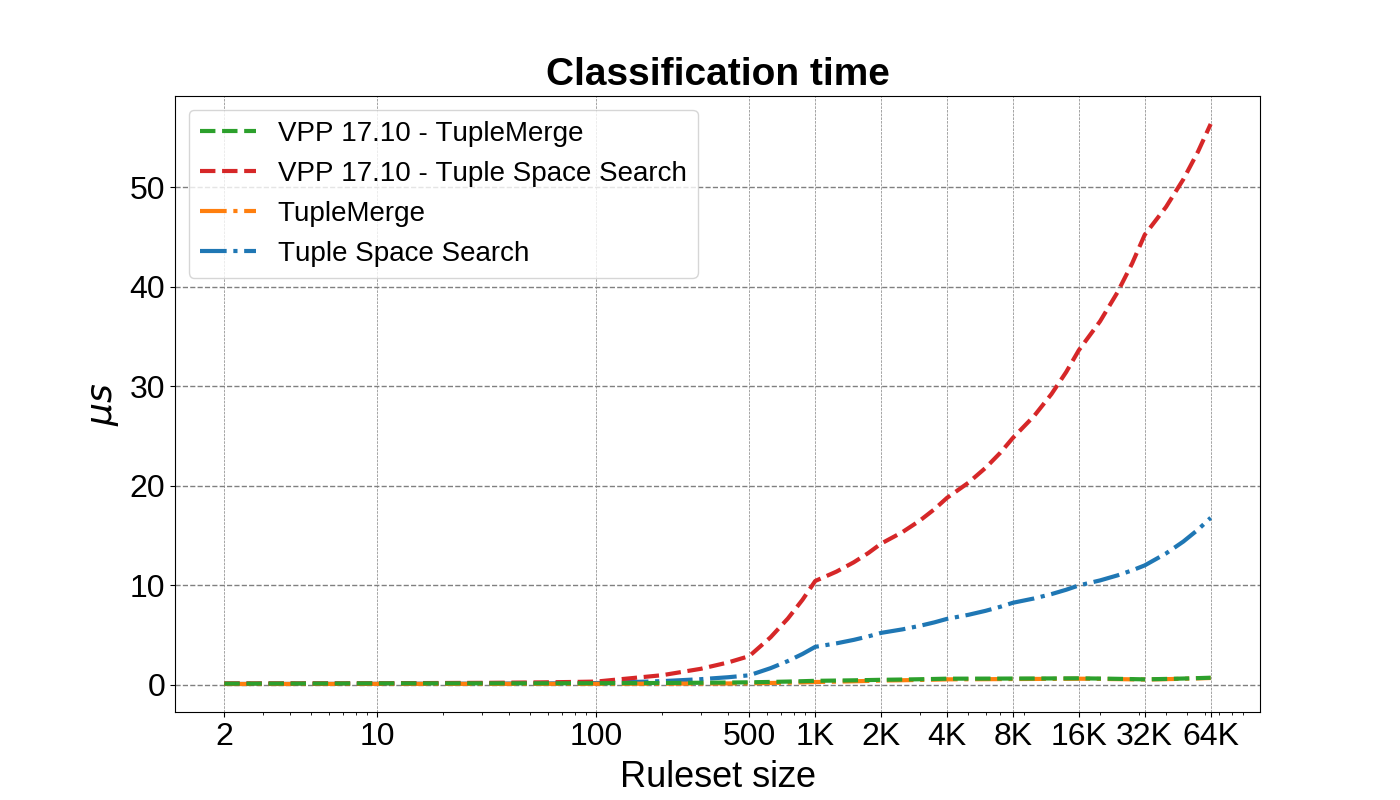 Classification time
VPP 17.10 - TupleMerge
VPP 17.10 - Tuple Space Search
TupleMerge
Tuple Space Search
50
40
30
20
10
0
μs
2 10 100 500 1K 2K 4K 8K 16K 32K 64K
Ruleset size